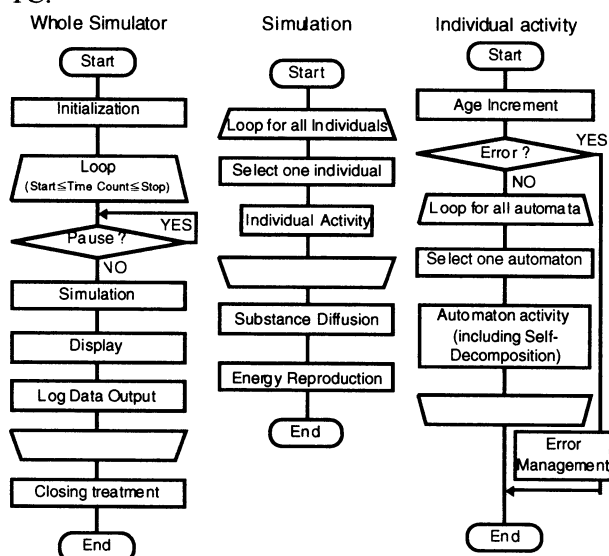 Whole Simulator
Start
Initialization
Loop
(Start≦Time Count≦Stop)
YES
Pause ?
NO
Simulation
Display
Log Data Output
Closing treatment
End
Simulation
Start
Loop for all Individuals
Select one individual
Individual Activity
Substance Diffusion
Energy Reproduction
End
Individual activity
Start
Age Increment
YES
Error ?
NO
Loop for all automata
Select one automaton
Automaton activity
(including Self-
Decomposition)
Error
Management
End